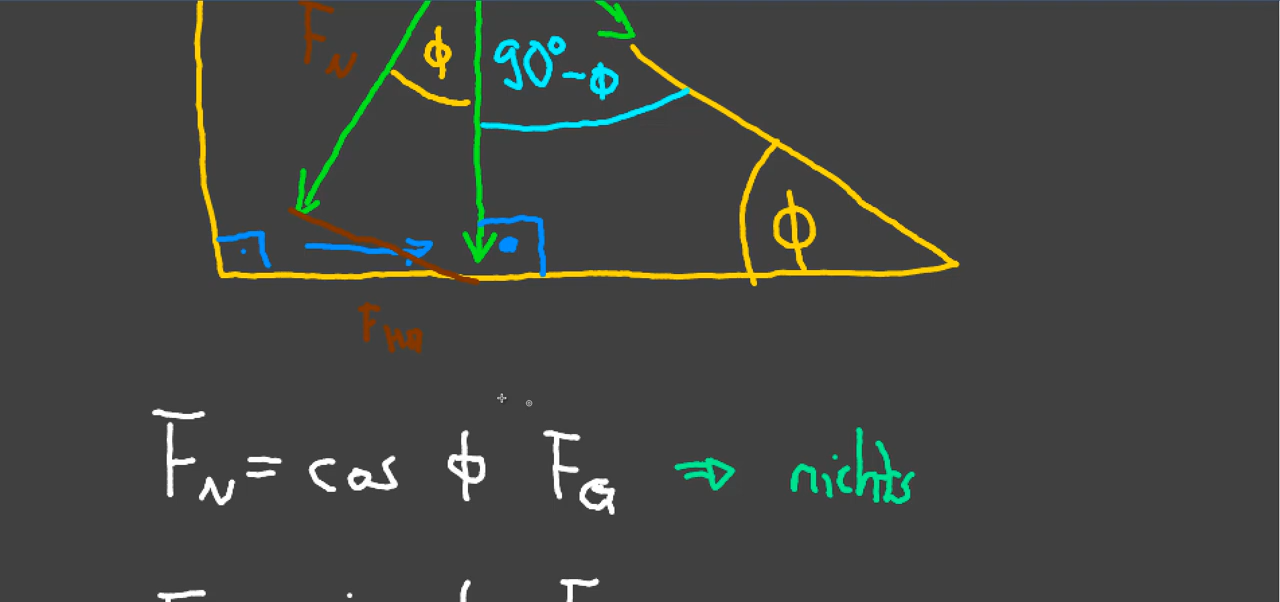 F_N
ϕ
90°-ϕ
ϕ
F_HA
F_N = cos ϕ F_G ⇒ nichts